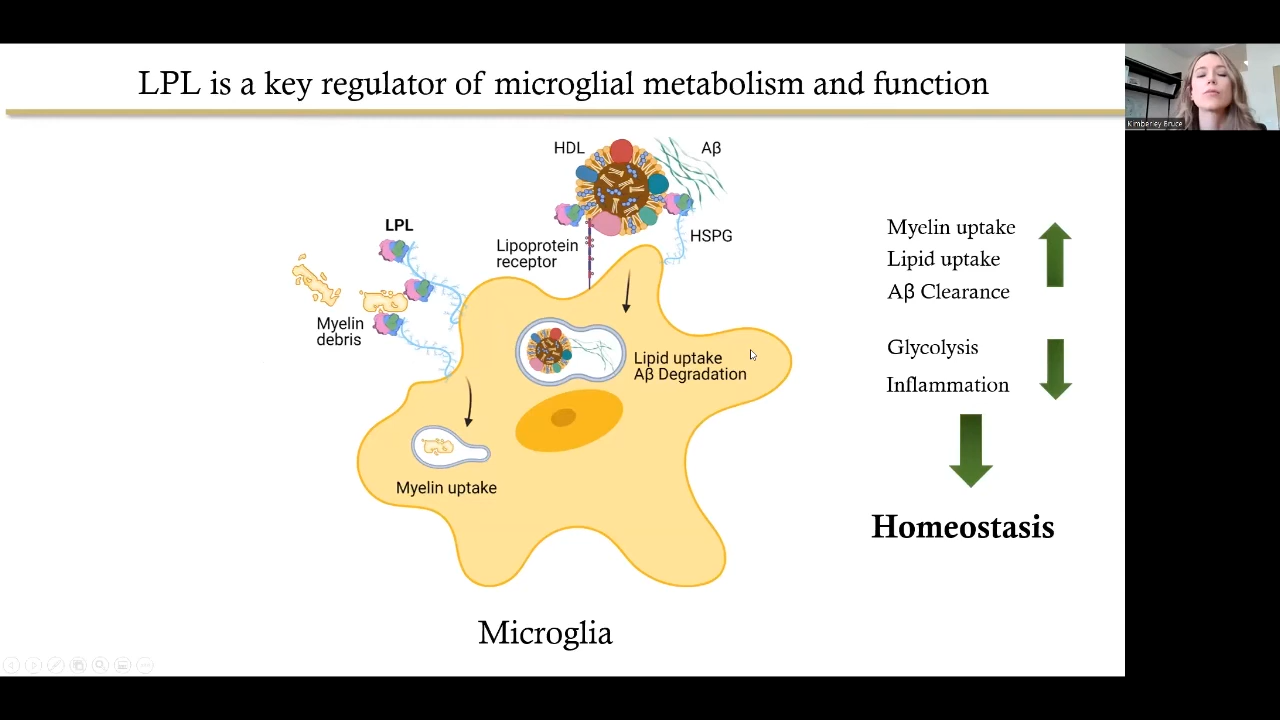 LPL is a key regulator of microglial metabolism and function
Kimberley Bruce
HDL
Aβ
LPL
Lipoprotein
receptor
HSPG
Myelin
debris
Lipid uptake
Aβ Degradation
Myelin uptake
Microglia
Myelin uptake
Lipid uptake
Aβ Clearance
Glycolysis
Inflammation
Homeostasis